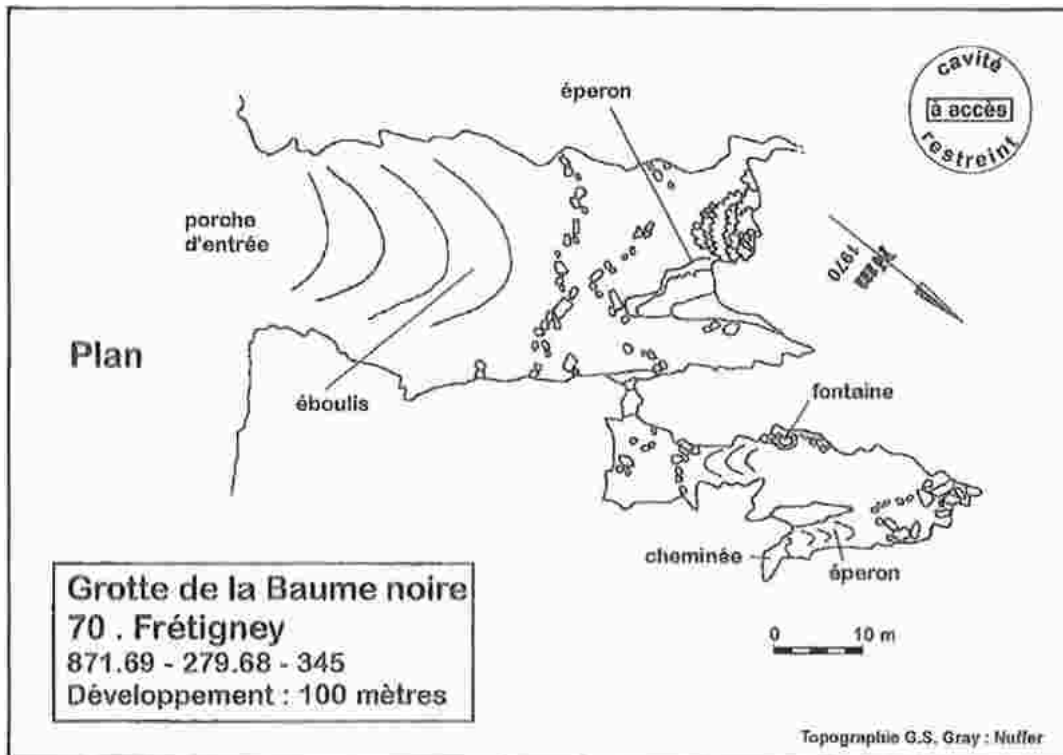 cavité
à accès
restreint
éperon
porche
d'entrée
1970
Plan
éboulis
fontaine
cheminée
éperon
Grotte de la Baume noire
70 . Frétigney
871.69 - 279.68 - 345
Développement : 100 mètres
0 10 m
Topographie G.S. Gray : Nuffer